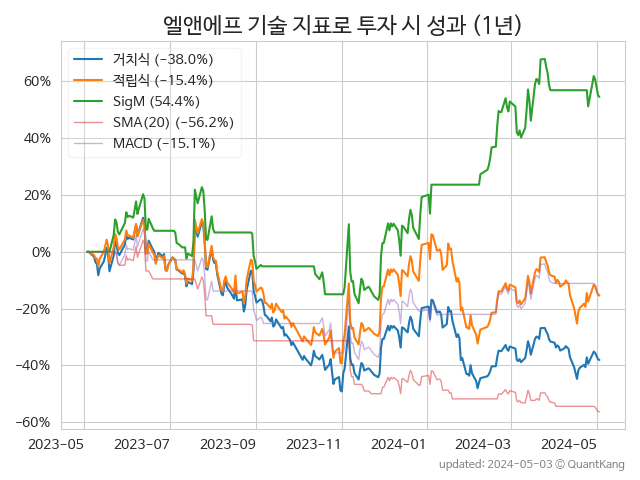 엘앤에프 기술 지표로 투자 시 성과 (1년)
거치식 (−38.0%)
적립식 (−15.4%)
SigM (54.4%)
SMA(20) (−56.2%)
MACD (−15.1%)
60%
40%
20%
0%
−20%
−40%
−60%
2023-05
2023-07
2023-09
2023-11
2024-01
2024-03
2024-05
updated: 2024-05-03 ⓒ QuantKang